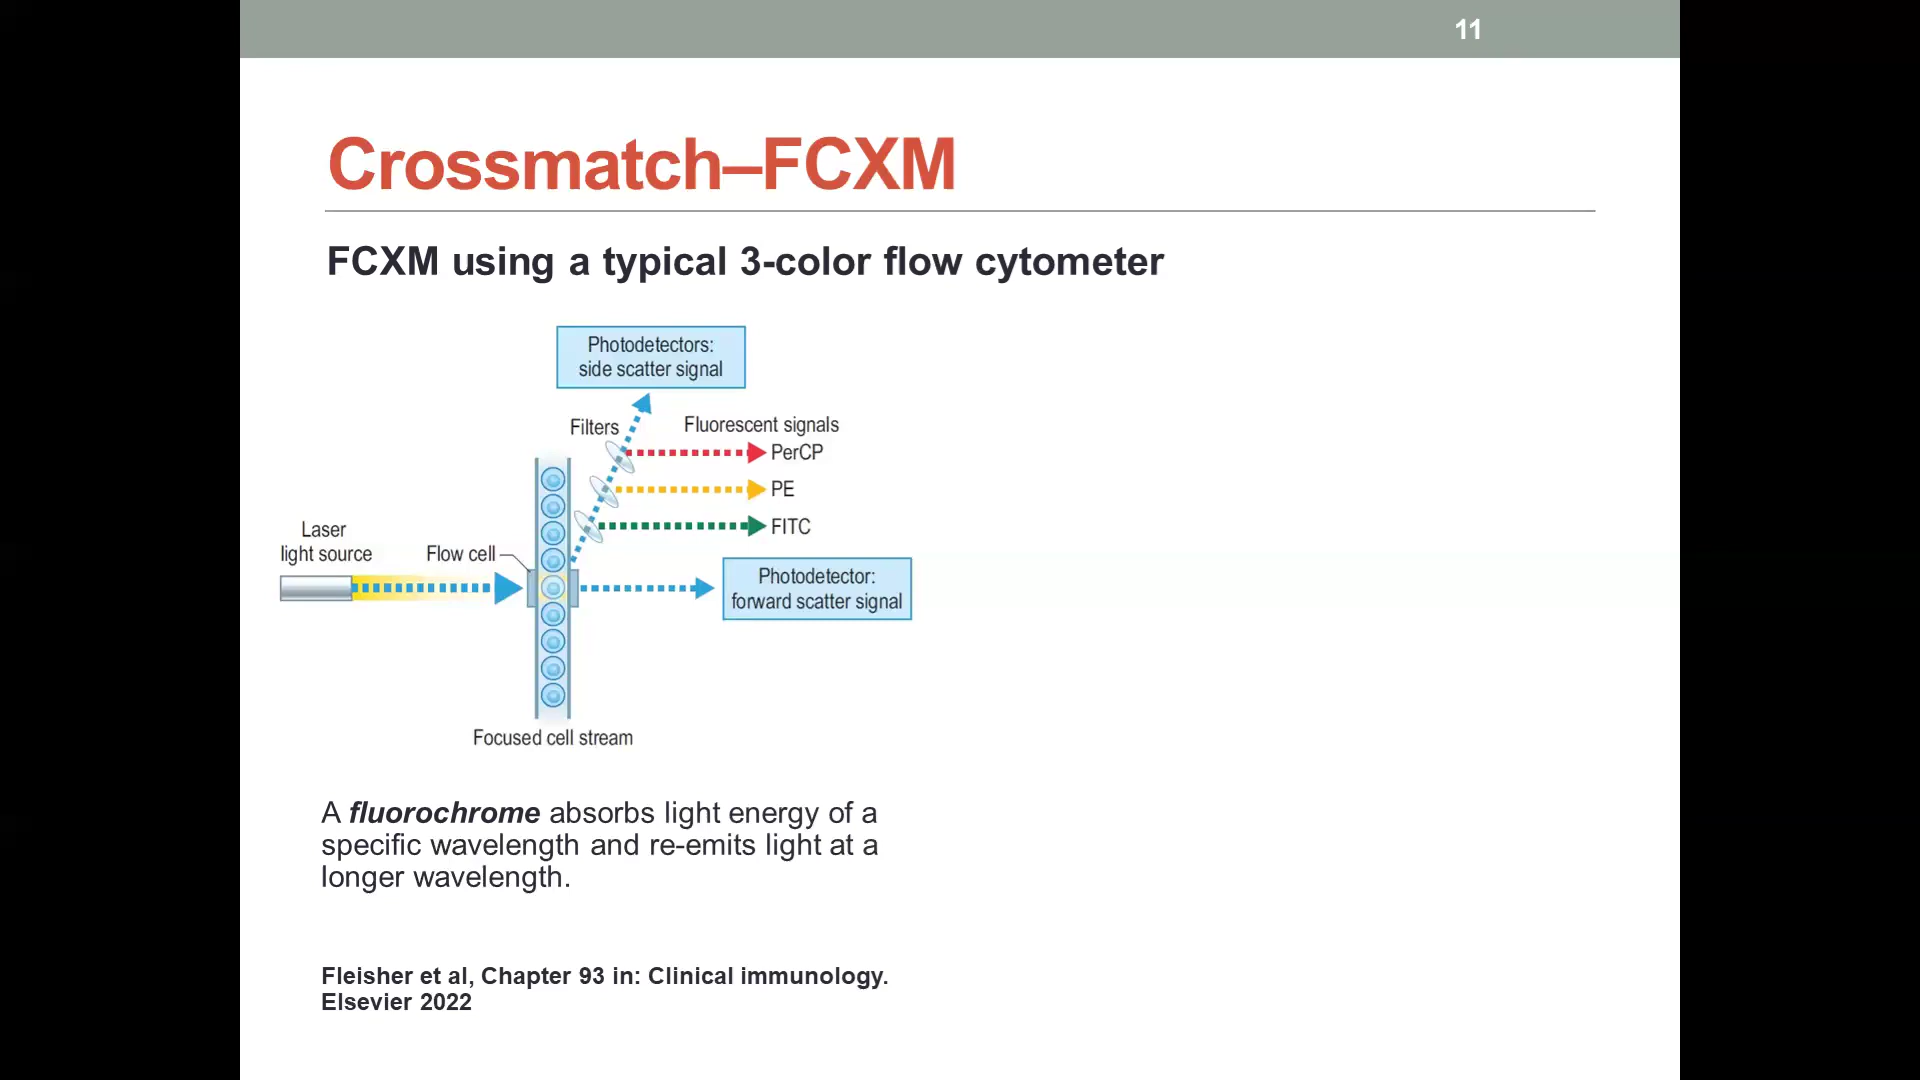 11
Crossmatch–FCXM
FCXM using a typical 3-color flow cytometer
Photodetectors:
side scatter signal
Filters
Fluorescent signals
PerCP
PE
FITC
Laser
light source
Flow cell
Photodetector:
forward scatter signal
Focused cell stream
A fluorochrome absorbs light energy of a
specific wavelength and re-emits light at a
longer wavelength.
Fleisher et al, Chapter 93 in: Clinical immunology.
Elsevier 2022